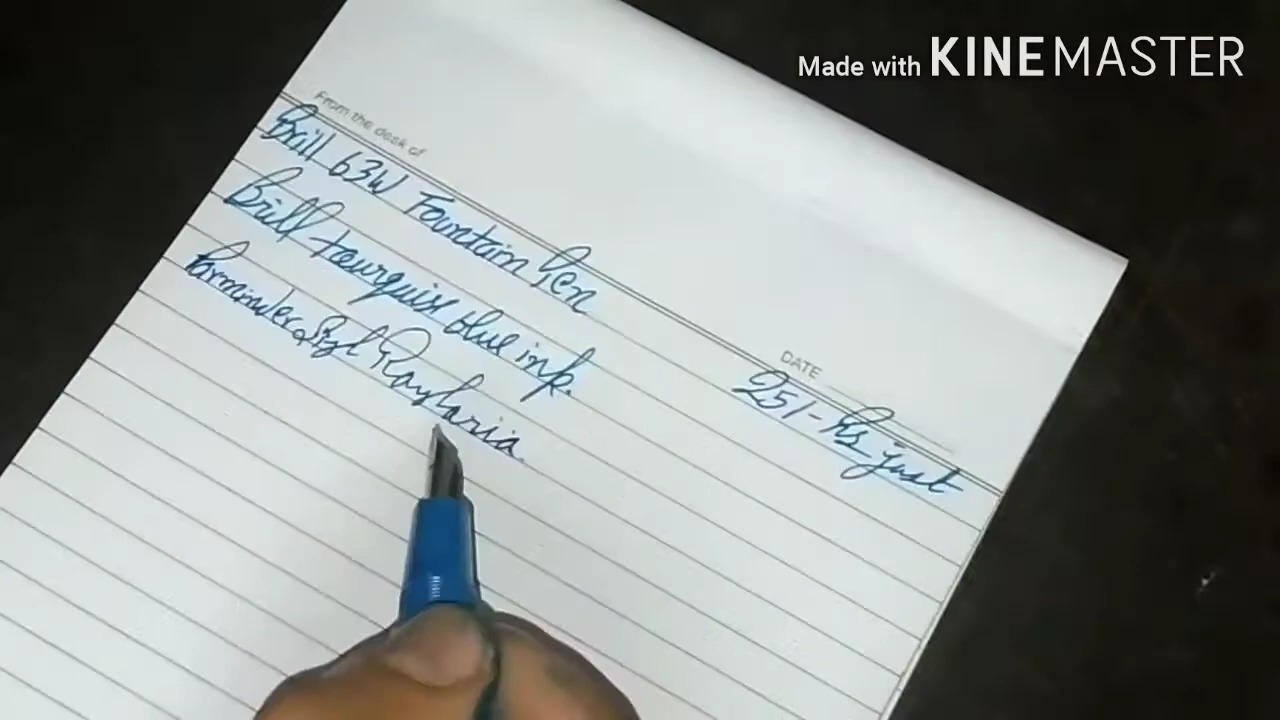 Made with KINEMASTER
From the desk of
Brill 63W Fountain Pen
Brill tourquise blue ink.
DATE
25/- Rs just
Parminder